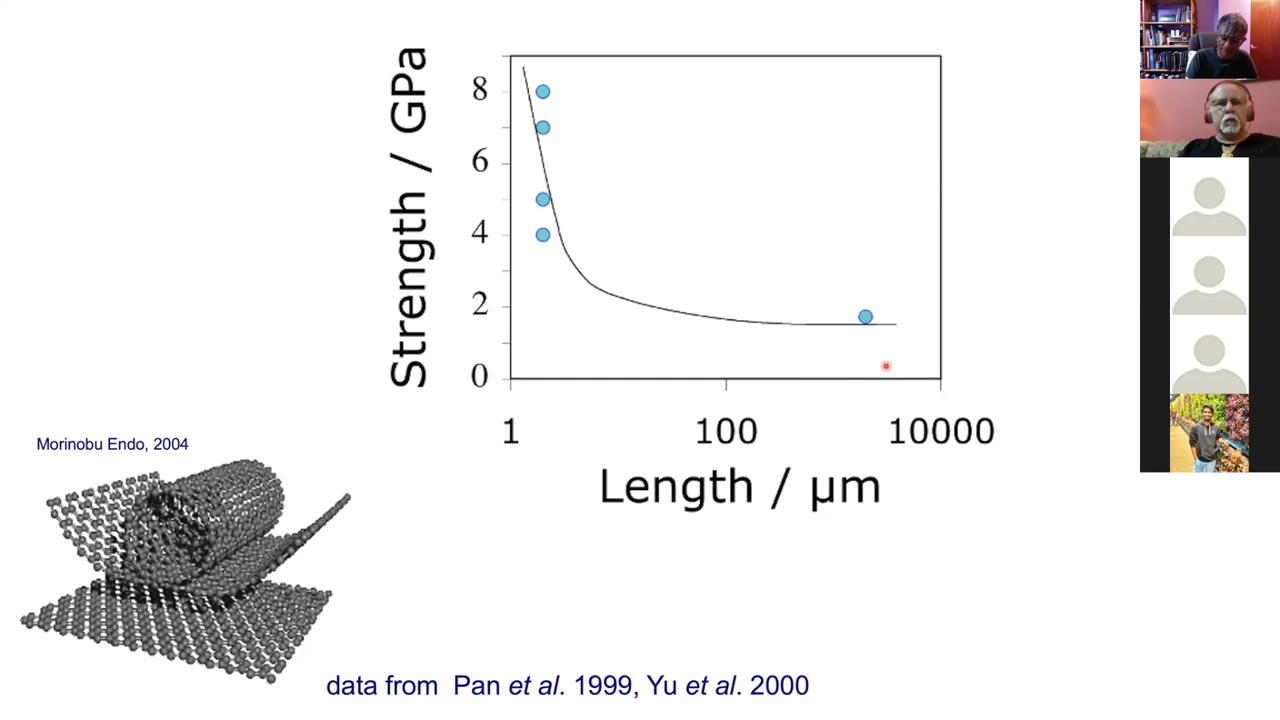 Strength / GPa
8
6
4
2
0
1 100 10000
Length / µm
Morinobu Endo, 2004
data from Pan et al. 1999, Yu et al. 2000